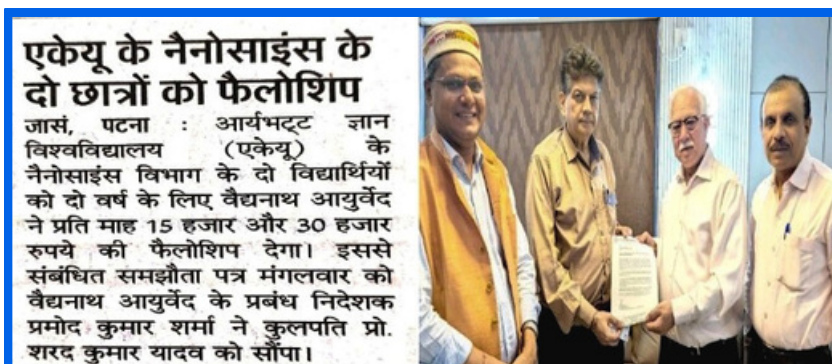 एकेयू के नैनोसाइंस के
दो छात्रों को फैलोशिप
जासं, पटना : आर्यभट्ट ज्ञान
विश्वविद्यालय (एकेयू) के
नैनोसाइंस विभाग के दो विद्यार्थियों
को दो वर्ष के लिए वैद्यनाथ आयुर्वेद
ने प्रति माह 15 हजार और 30 हजार
रुपये की फैलोशिप देगा। इससे
संबंधित समझौता पत्र मंगलवार को
वैद्यनाथ आयुर्वेद के प्रबंध निदेशक
प्रमोद कुमार शर्मा ने कुलपति प्रो.
शरद कुमार यादव को सौंपा।